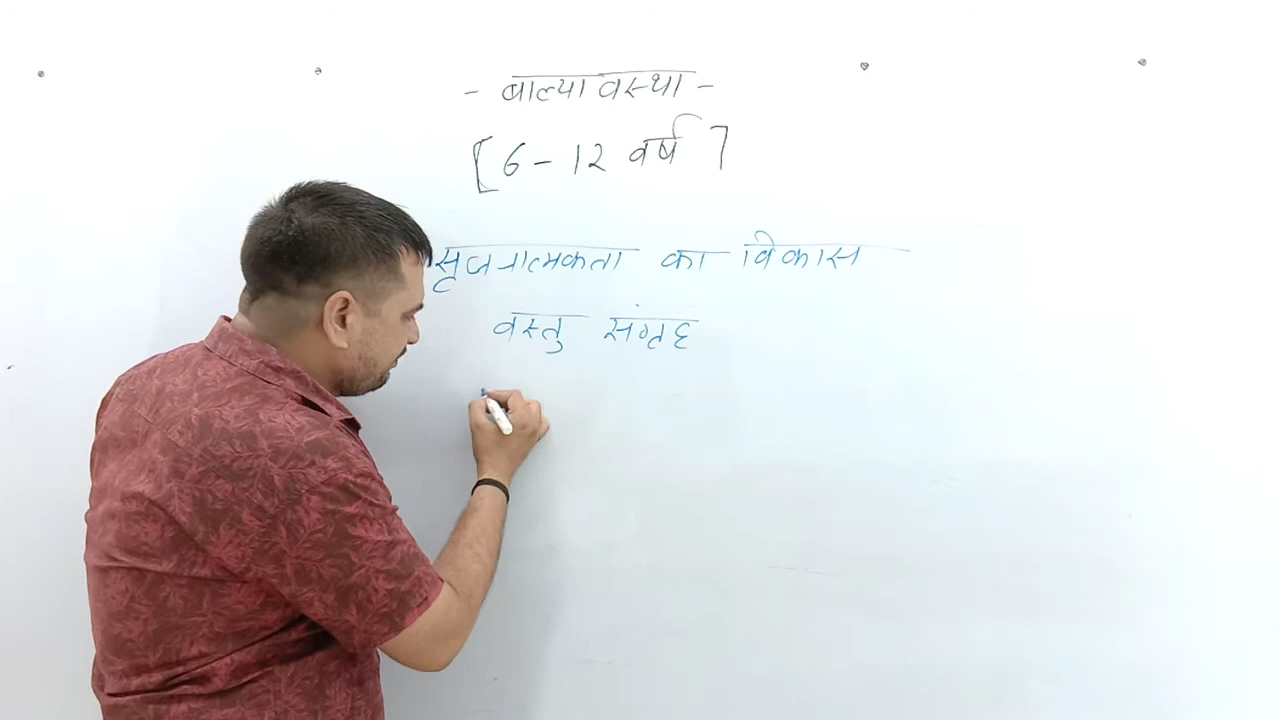 - बाल्यावस्था -
[ 6 - 12 वर्ष ]
सृजनात्मकता का विकास
वस्तु संग्रह